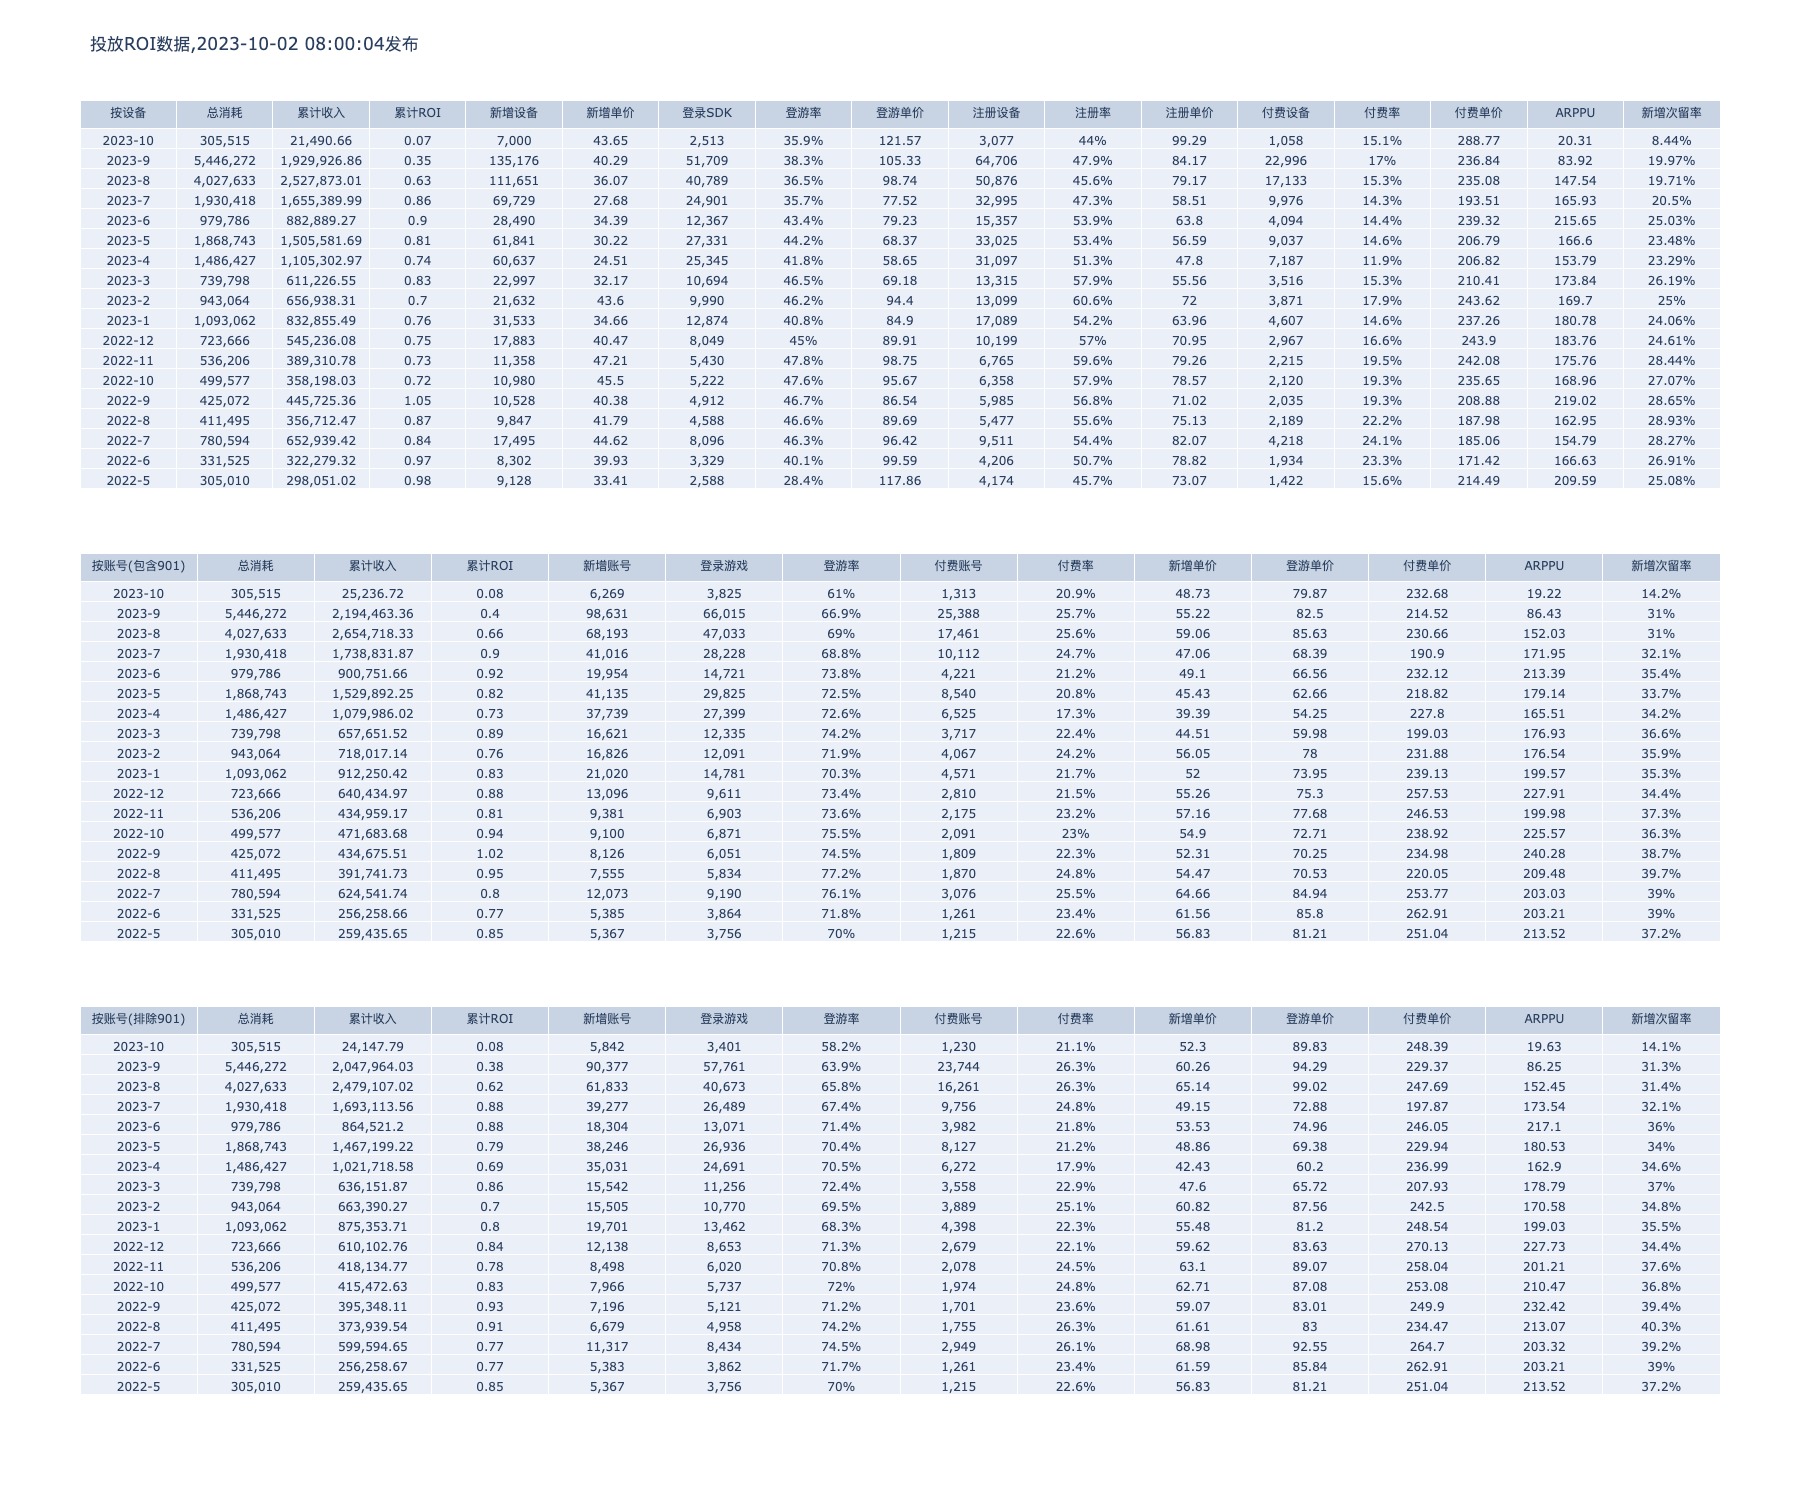 投放ROI数据,2023-10-02 08:00:04发布
按设备 总消耗 累计收入 累计ROI 新增设备 新增单价 登录SDK 登游率 登游单价 注册设备 注册率 注册单价 付费设备 付费率 付费单价 ARPPU 新增次留率
2023-10 305,515 21,490.66 0.07 7,000 43.65 2,513 35.9% 121.57 3,077 44% 99.29 1,058 15.1% 288.77 20.31 8.44%
2023-9 5,446,272 1,929,926.86 0.35 135,176 40.29 51,709 38.3% 105.33 64,706 47.9% 84.17 22,996 17% 236.84 83.92 19.97%
2023-8 4,027,633 2,527,873.01 0.63 111,651 36.07 40,789 36.5% 98.74 50,876 45.6% 79.17 17,133 15.3% 235.08 147.54 19.71%
2023-7 1,930,418 1,655,389.99 0.86 69,729 27.68 24,901 35.7% 77.52 32,995 47.3% 58.51 9,976 14.3% 193.51 165.93 20.5%
2023-6 979,786 882,889.27 0.9 28,490 34.39 12,367 43.4% 79.23 15,357 53.9% 63.8 4,094 14.4% 239.32 215.65 25.03%
2023-5 1,868,743 1,505,581.69 0.81 61,841 30.22 27,331 44.2% 68.37 33,025 53.4% 56.59 9,037 14.6% 206.79 166.6 23.48%
2023-4 1,486,427 1,105,302.97 0.74 60,637 24.51 25,345 41.8% 58.65 31,097 51.3% 47.8 7,187 11.9% 206.82 153.79 23.29%
2023-3 739,798 611,226.55 0.83 22,997 32.17 10,694 46.5% 69.18 13,315 57.9% 55.56 3,516 15.3% 210.41 173.84 26.19%
2023-2 943,064 656,938.31 0.7 21,632 43.6 9,990 46.2% 94.4 13,099 60.6% 72 3,871 17.9% 243.62 169.7 25%
2023-1 1,093,062 832,855.49 0.76 31,533 34.66 12,874 40.8% 84.9 17,089 54.2% 63.96 4,607 14.6% 237.26 180.78 24.06%
2022-12 723,666 545,236.08 0.75 17,883 40.47 8,049 45% 89.91 10,199 57% 70.95 2,967 16.6% 243.9 183.76 24.61%
2022-11 536,206 389,310.78 0.73 11,358 47.21 5,430 47.8% 98.75 6,765 59.6% 79.26 2,215 19.5% 242.08 175.76 28.44%
2022-10 499,577 358,198.03 0.72 10,980 45.5 5,222 47.6% 95.67 6,358 57.9% 78.57 2,120 19.3% 235.65 168.96 27.07%
2022-9 425,072 445,725.36 1.05 10,528 40.38 4,912 46.7% 86.54 5,985 56.8% 71.02 2,035 19.3% 208.88 219.02 28.65%
2022-8 411,495 356,712.47 0.87 9,847 41.79 4,588 46.6% 89.69 5,477 55.6% 75.13 2,189 22.2% 187.98 162.95 28.93%
2022-7 780,594 652,939.42 0.84 17,495 44.62 8,096 46.3% 96.42 9,511 54.4% 82.07 4,218 24.1% 185.06 154.79 28.27%
2022-6 331,525 322,279.32 0.97 8,302 39.93 3,329 40.1% 99.59 4,206 50.7% 78.82 1,934 23.3% 171.42 166.63 26.91%
2022-5 305,010 298,051.02 0.98 9,128 33.41 2,588 28.4% 117.86 4,174 45.7% 73.07 1,422 15.6% 214.49 209.59 25.08%
按账号(包含901) 总消耗 累计收入 累计ROI 新增账号 登录游戏 登游率 付费账号 付费率 新增单价 登游单价 付费单价 ARPPU 新增次留率
2023-10 305,515 25,236.72 0.08 6,269 3,825 61% 1,313 20.9% 48.73 79.87 232.68 19.22 14.2%
2023-9 5,446,272 2,194,463.36 0.4 98,631 66,015 66.9% 25,388 25.7% 55.22 82.5 214.52 86.43 31%
2023-8 4,027,633 2,654,718.33 0.66 68,193 47,033 69% 17,461 25.6% 59.06 85.63 230.66 152.03 31%
2023-7 1,930,418 1,738,831.87 0.9 41,016 28,228 68.8% 10,112 24.7% 47.06 68.39 190.9 171.95 32.1%
2023-6 979,786 900,751.66 0.92 19,954 14,721 73.8% 4,221 21.2% 49.1 66.56 232.12 213.39 35.4%
2023-5 1,868,743 1,529,892.25 0.82 41,135 29,825 72.5% 8,540 20.8% 45.43 62.66 218.82 179.14 33.7%
2023-4 1,486,427 1,079,986.02 0.73 37,739 27,399 72.6% 6,525 17.3% 39.39 54.25 227.8 165.51 34.2%
2023-3 739,798 657,651.52 0.89 16,621 12,335 74.2% 3,717 22.4% 44.51 59.98 199.03 176.93 36.6%
2023-2 943,064 718,017.14 0.76 16,826 12,091 71.9% 4,067 24.2% 56.05 78 231.88 176.54 35.9%
2023-1 1,093,062 912,250.42 0.83 21,020 14,781 70.3% 4,571 21.7% 52 73.95 239.13 199.57 35.3%
2022-12 723,666 640,434.97 0.88 13,096 9,611 73.4% 2,810 21.5% 55.26 75.3 257.53 227.91 34.4%
2022-11 536,206 434,959.17 0.81 9,381 6,903 73.6% 2,175 23.2% 57.16 77.68 246.53 199.98 37.3%
2022-10 499,577 471,683.68 0.94 9,100 6,871 75.5% 2,091 23% 54.9 72.71 238.92 225.57 36.3%
2022-9 425,072 434,675.51 1.02 8,126 6,051 74.5% 1,809 22.3% 52.31 70.25 234.98 240.28 38.7%
2022-8 411,495 391,741.73 0.95 7,555 5,834 77.2% 1,870 24.8% 54.47 70.53 220.05 209.48 39.7%
2022-7 780,594 624,541.74 0.8 12,073 9,190 76.1% 3,076 25.5% 64.66 84.94 253.77 203.03 39%
2022-6 331,525 256,258.66 0.77 5,385 3,864 71.8% 1,261 23.4% 61.56 85.8 262.91 203.21 39%
2022-5 305,010 259,435.65 0.85 5,367 3,756 70% 1,215 22.6% 56.83 81.21 251.04 213.52 37.2%
按账号(排除901) 总消耗 累计收入 累计ROI 新增账号 登录游戏 登游率 付费账号 付费率 新增单价 登游单价 付费单价 ARPPU 新增次留率
2023-10 305,515 24,147.79 0.08 5,842 3,401 58.2% 1,230 21.1% 52.3 89.83 248.39 19.63 14.1%
2023-9 5,446,272 2,047,964.03 0.38 90,377 57,761 63.9% 23,744 26.3% 60.26 94.29 229.37 86.25 31.3%
2023-8 4,027,633 2,479,107.02 0.62 61,833 40,673 65.8% 16,261 26.3% 65.14 99.02 247.69 152.45 31.4%
2023-7 1,930,418 1,693,113.56 0.88 39,277 26,489 67.4% 9,756 24.8% 49.15 72.88 197.87 173.54 32.1%
2023-6 979,786 864,521.2 0.88 18,304 13,071 71.4% 3,982 21.8% 53.53 74.96 246.05 217.1 36%
2023-5 1,868,743 1,467,199.22 0.79 38,246 26,936 70.4% 8,127 21.2% 48.86 69.38 229.94 180.53 34%
2023-4 1,486,427 1,021,718.58 0.69 35,031 24,691 70.5% 6,272 17.9% 42.43 60.2 236.99 162.9 34.6%
2023-3 739,798 636,151.87 0.86 15,542 11,256 72.4% 3,558 22.9% 47.6 65.72 207.93 178.79 37%
2023-2 943,064 663,390.27 0.7 15,505 10,770 69.5% 3,889 25.1% 60.82 87.56 242.5 170.58 34.8%
2023-1 1,093,062 875,353.71 0.8 19,701 13,462 68.3% 4,398 22.3% 55.48 81.2 248.54 199.03 35.5%
2022-12 723,666 610,102.76 0.84 12,138 8,653 71.3% 2,679 22.1% 59.62 83.63 270.13 227.73 34.4%
2022-11 536,206 418,134.77 0.78 8,498 6,020 70.8% 2,078 24.5% 63.1 89.07 258.04 201.21 37.6%
2022-10 499,577 415,472.63 0.83 7,966 5,737 72% 1,974 24.8% 62.71 87.08 253.08 210.47 36.8%
2022-9 425,072 395,348.11 0.93 7,196 5,121 71.2% 1,701 23.6% 59.07 83.01 249.9 232.42 39.4%
2022-8 411,495 373,939.54 0.91 6,679 4,958 74.2% 1,755 26.3% 61.61 83 234.47 213.07 40.3%
2022-7 780,594 599,594.65 0.77 11,317 8,434 74.5% 2,949 26.1% 68.98 92.55 264.7 203.32 39.2%
2022-6 331,525 256,258.67 0.77 5,383 3,862 71.7% 1,261 23.4% 61.59 85.84 262.91 203.21 39%
2022-5 305,010 259,435.65 0.85 5,367 3,756 70% 1,215 22.6% 56.83 81.21 251.04 213.52 37.2%